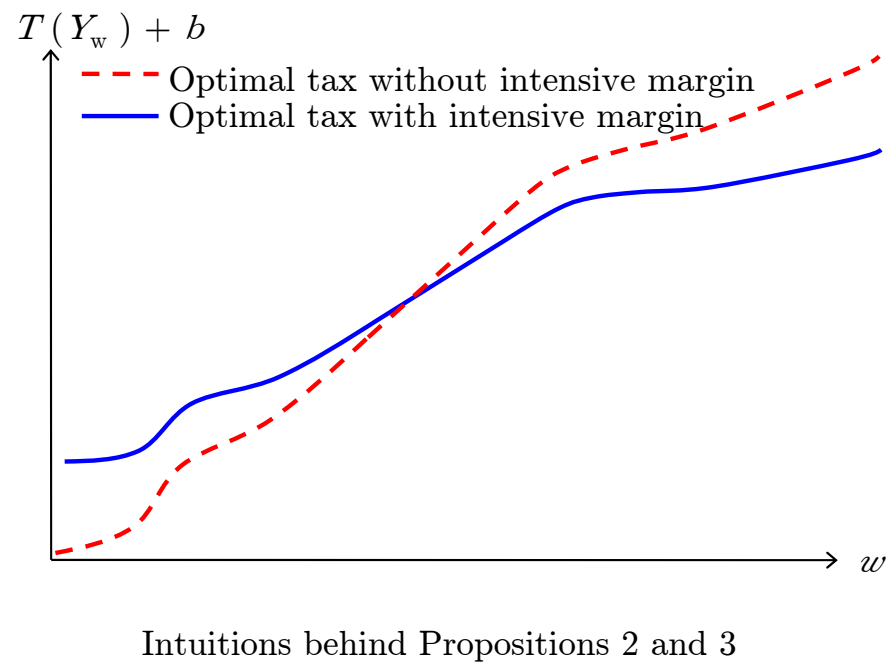 T(Y_w) + b
Optimal tax without intensive margin
Optimal tax with intensive margin
w
Intuitions behind Propositions 2 and 3